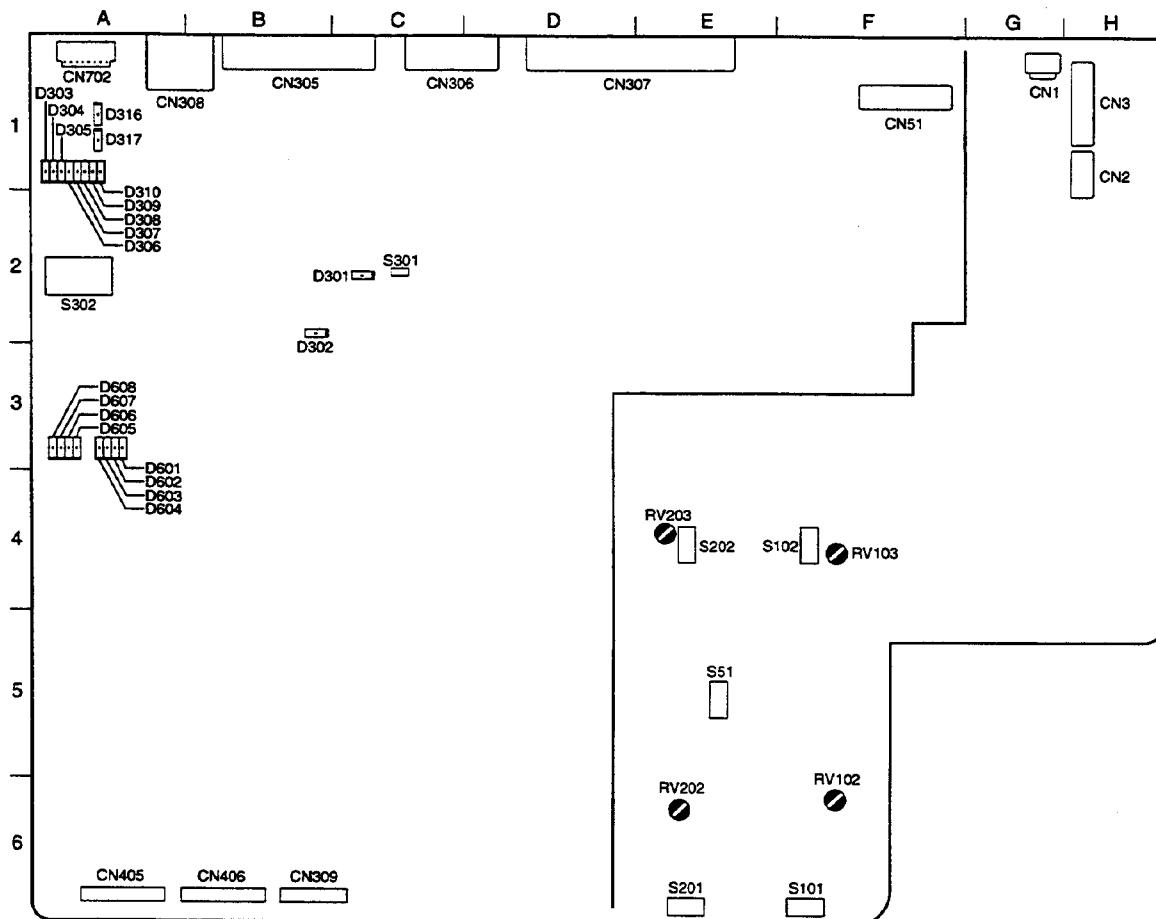 A B C D E F G H
1
2
3
4
5
6
CN702
CN308
CN305
CN306
CN307
CN51
CN1
CN3
CN2
D303
D304
D305
D316
D317
D310
D309
D308
D307
D306
S302
D301
S301
D302
D608
D607
D606
D605
D601
D602
D603
D604
RV203
S202
S102
RV103
S51
RV202
RV102
CN405
CN406
CN309
S201
S101